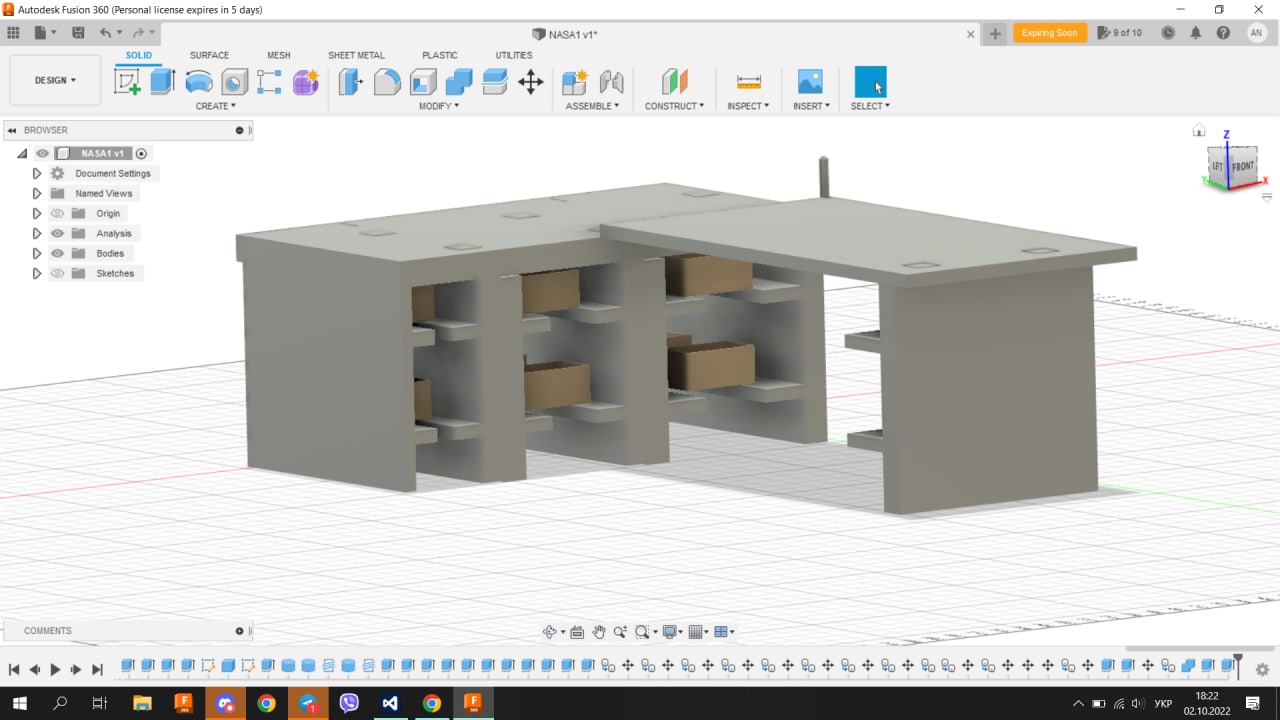 Autodesk Fusion 360 (Personal license expires in 5 days)
NASA1 v1*
Expiring Soon
9 of 10
AN
DESIGN
SOLID
SURFACE
MESH
SHEET METAL
PLASTIC
UTILITIES
CREATE
MODIFY
ASSEMBLE
CONSTRUCT
INSPECT
INSERT
SELECT
BROWSER
NASA1 v1
Document Settings
Named Views
Origin
Analysis
Bodies
Sketches
Z
FRONT
Y
X
COMMENTS
1
УКР
18:22
02.10.2022